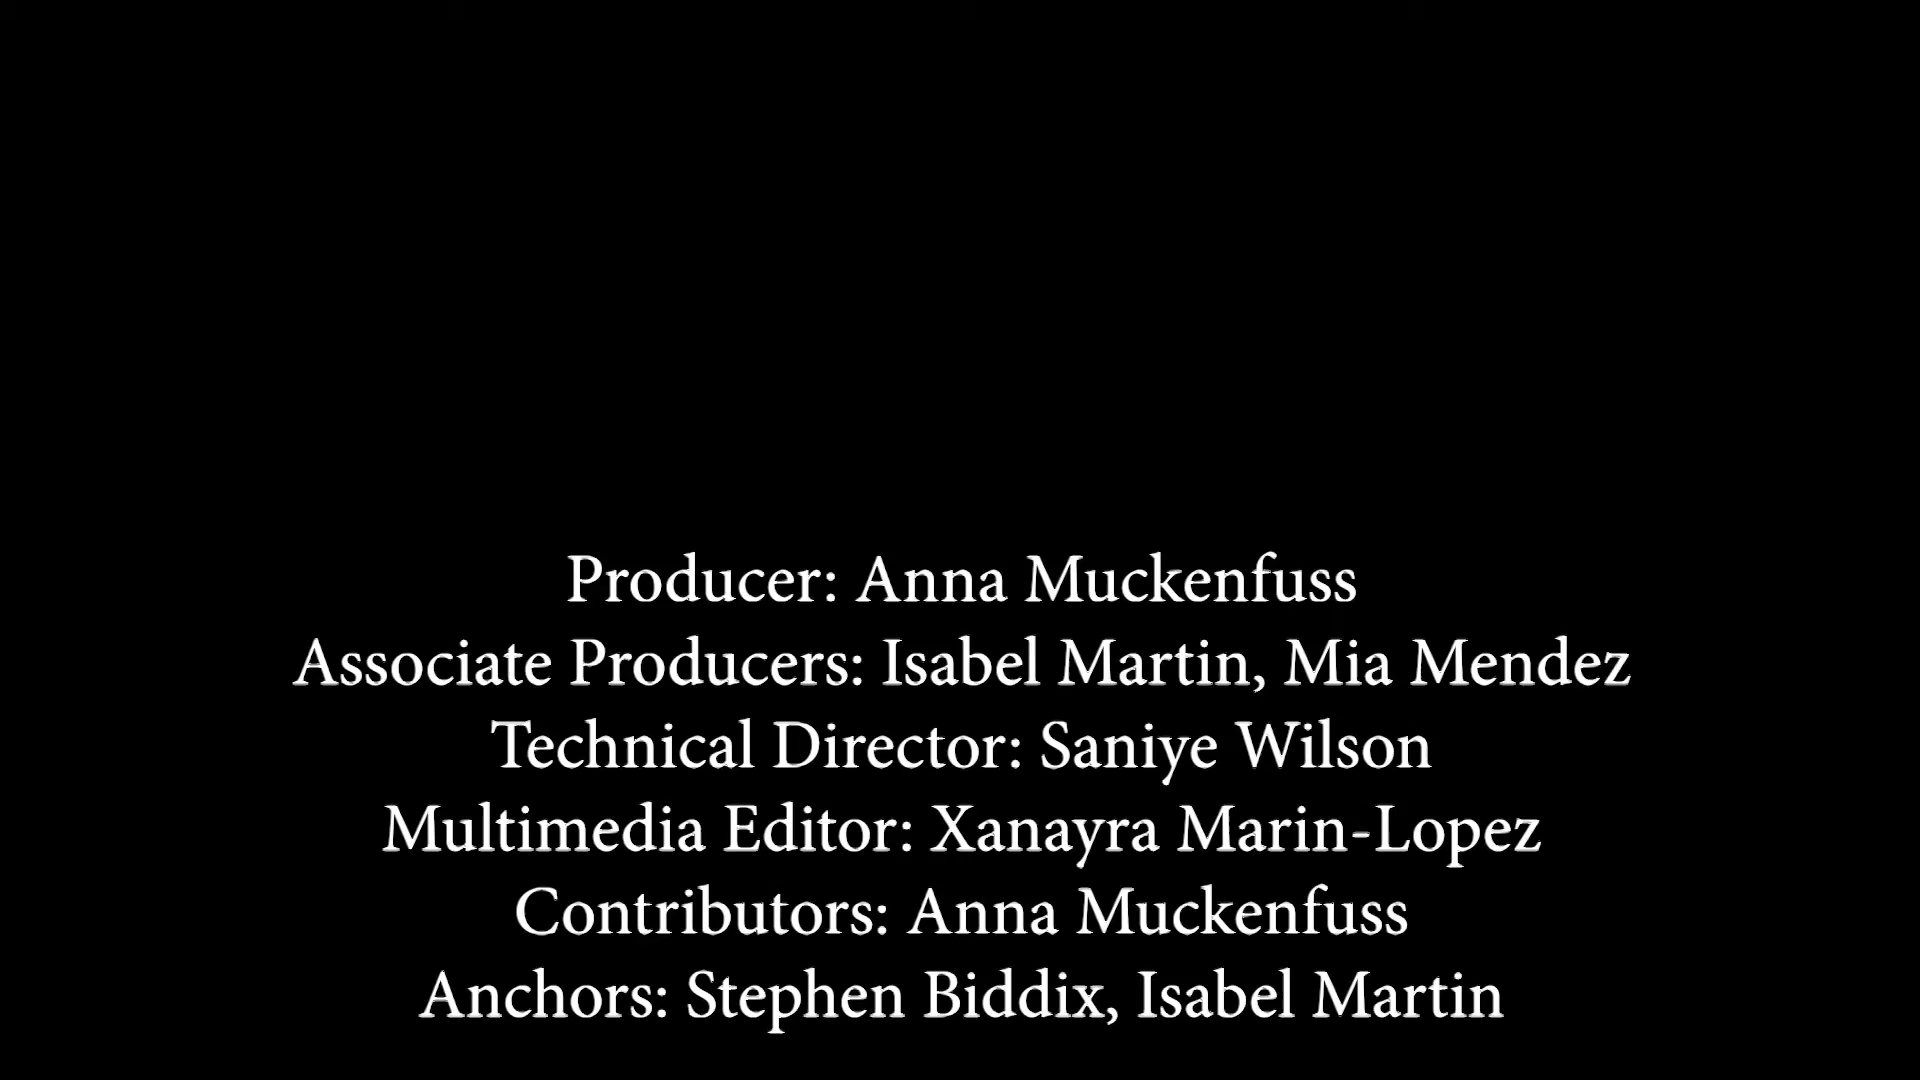 Producer: Anna Muckenfuss
Associate Producers: Isabel Martin, Mia Mendez
Technical Director: Saniye Wilson
Multimedia Editor: Xanayra Marin-Lopez
Contributors: Anna Muckenfuss
Anchors: Stephen Biddix, Isabel Martin